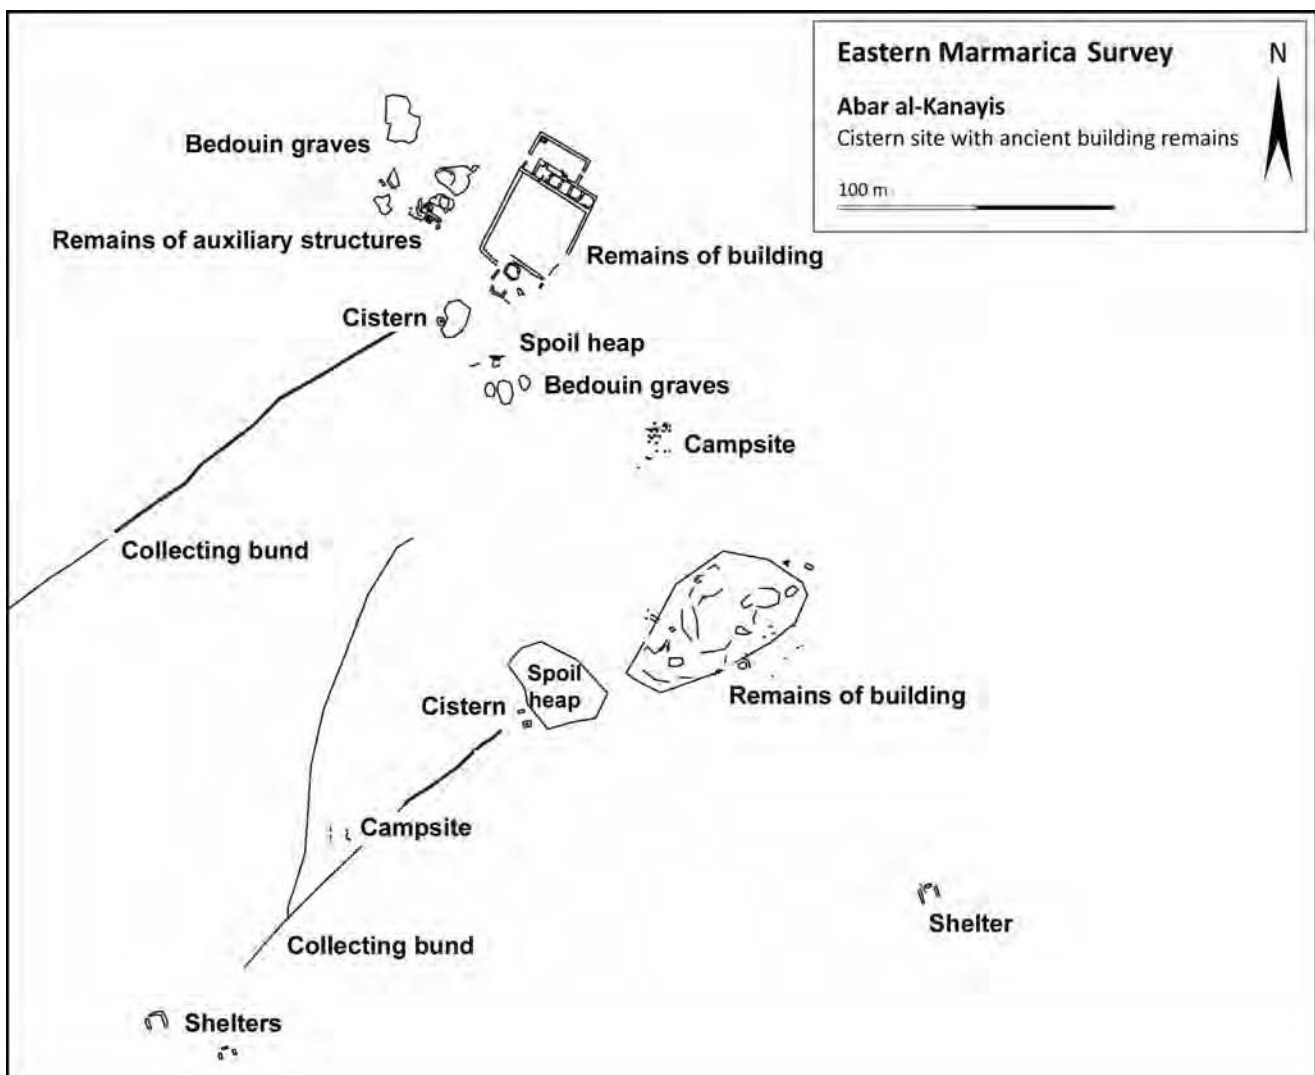 Eastern Marmarica Survey
N
Abar al-Kanayis
Cistern site with ancient building remains
100 m
Bedouin graves
Remains of auxiliary structures
Remains of building
Cistern
Spoil heap
Bedouin graves
Campsite
Collecting bund
Spoil
heap
Cistern
Remains of building
Campsite
Shelter
Collecting bund
Shelters